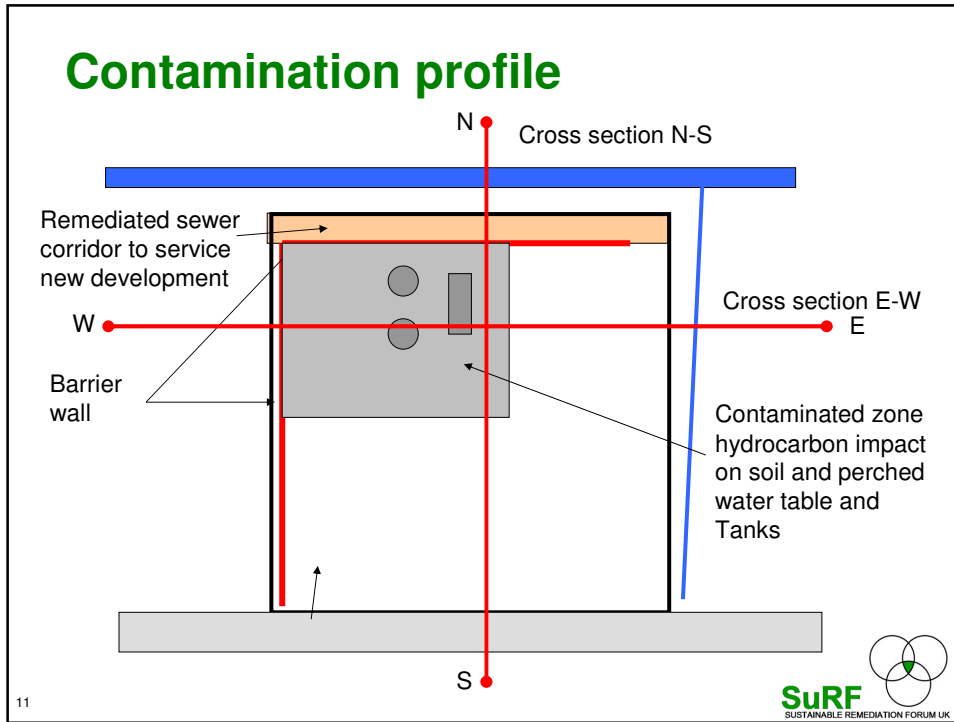 Contamination profile
N
Cross section N-S
Remediated sewer
corridor to service
new development
Cross section E-W
W
E
Barrier
wall
Contaminated zone
hydrocarbon impact
on soil and perched
water table and
Tanks
S
11
SuRF
SUSTAINABLE REMEDIATION FORUM UK